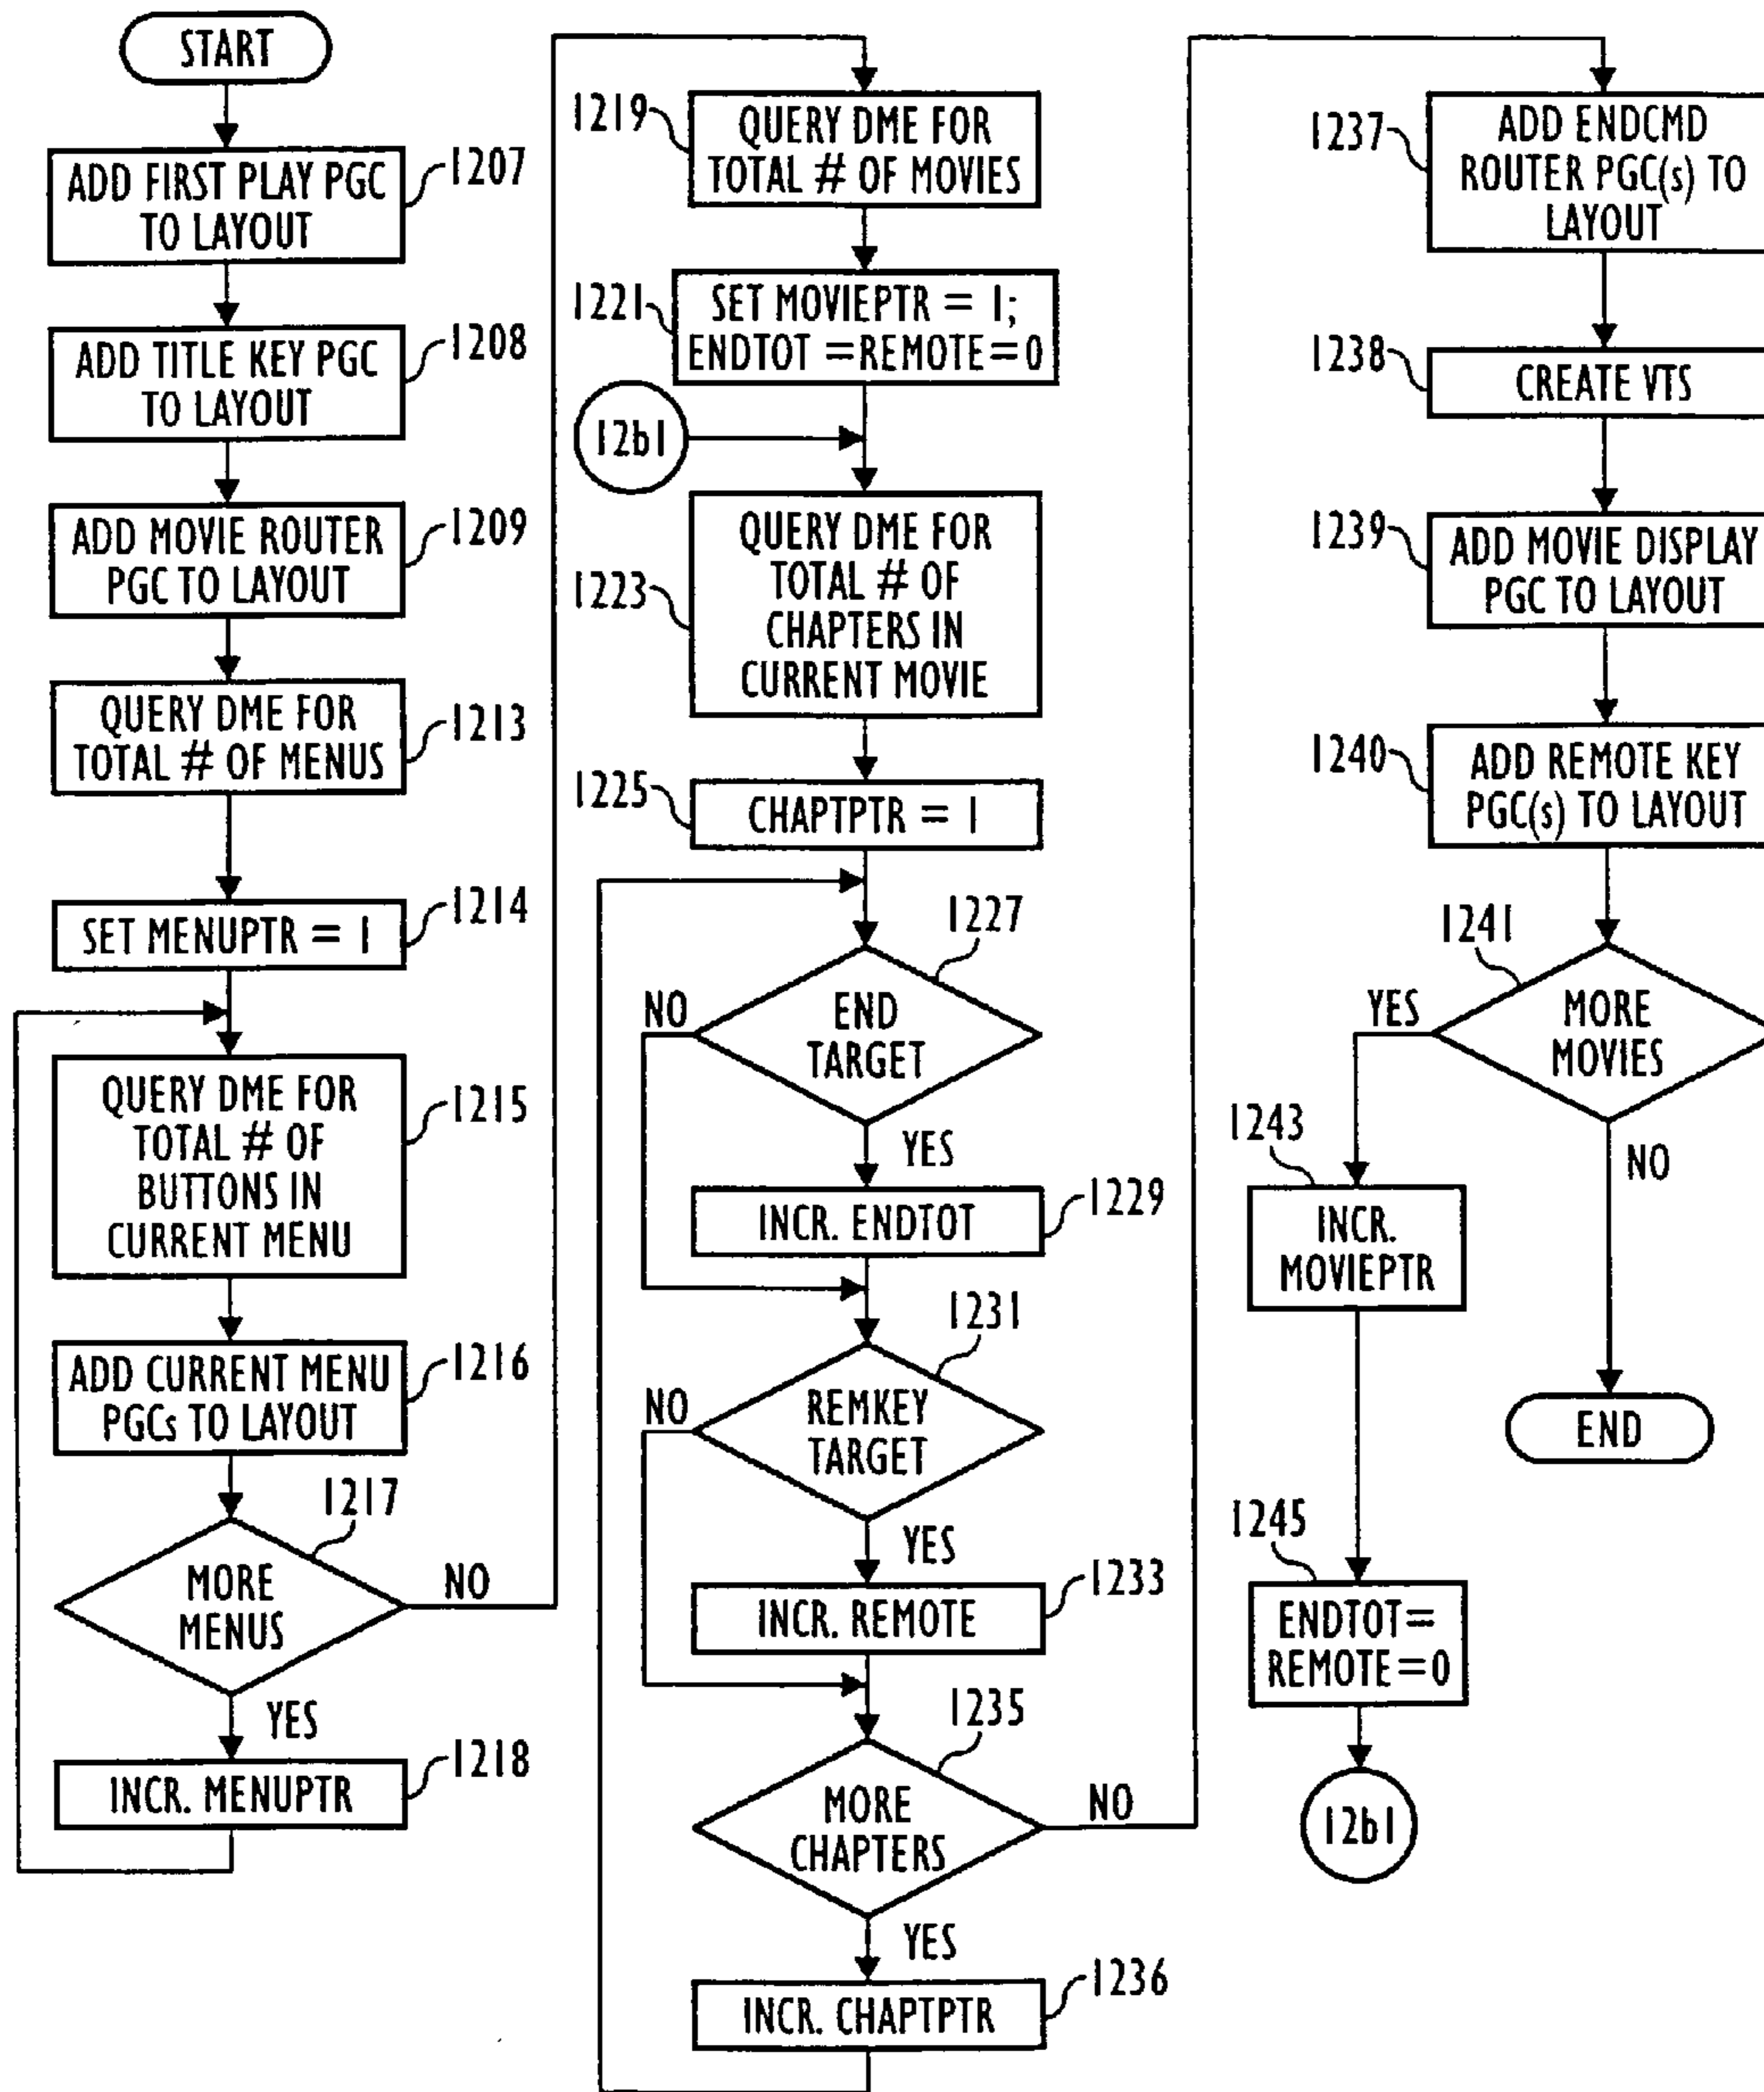 START
ADD FIRST PLAY PGC
TO LAYOUT
1207
ADD TITLE KEY PGC
TO LAYOUT
1208
ADD MOVIE ROUTER
PGC TO LAYOUT
1209
QUERY DME FOR
TOTAL # OF MENUS
1213
SET MENUPTR = 1
1214
QUERY DME FOR
TOTAL # OF
BUTTONS IN
CURRENT MENU
1215
ADD CURRENT MENU
PGCs TO LAYOUT
1216
1217
MORE
MENUS
NO
YES
INCR. MENUPTR
1218
1219
QUERY DME FOR
TOTAL # OF MOVIES
1221
SET MOVIEPTR = 1;
ENDTOT =REMOTE=0
12b1
1223
QUERY DME FOR
TOTAL # OF
CHAPTERS IN
CURRENT MOVIE
1225
CHAPTPTR = 1
1227
NO
END
TARGET
YES
INCR. ENDTOT
1229
1231
NO
REMKEY
TARGET
YES
INCR. REMOTE
1233
1235
MORE
CHAPTERS
NO
YES
INCR. CHAPTPTR
1236
1237
ADD ENDCMD
ROUTER PGC(s) TO
LAYOUT
1238
CREATE VTS
1239
ADD MOVIE DISPLAY
PGC TO LAYOUT
1240
ADD REMOTE KEY
PGC(s) TO LAYOUT
1241
YES
MORE
MOVIES
NO
1243
INCR.
MOVIEPTR
END
1245
ENDTOT=
REMOTE=0
12b1